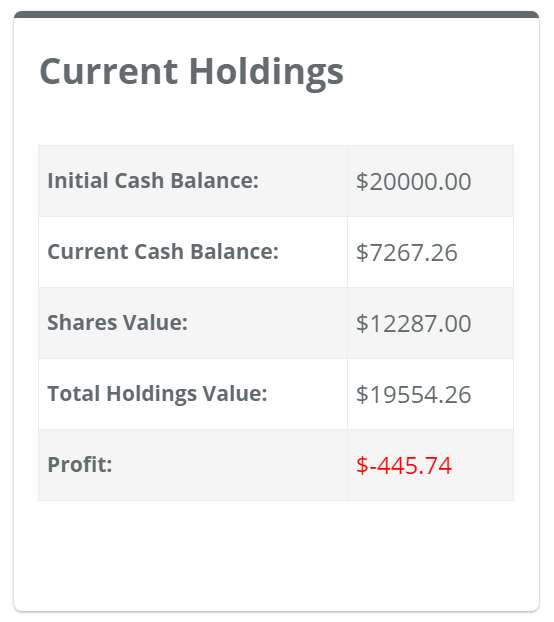 Current Holdings
Initial Cash Balance: $20000.00
Current Cash Balance: $7267.26
Shares Value: $12287.00
Total Holdings Value: $19554.26
Profit: $-445.74